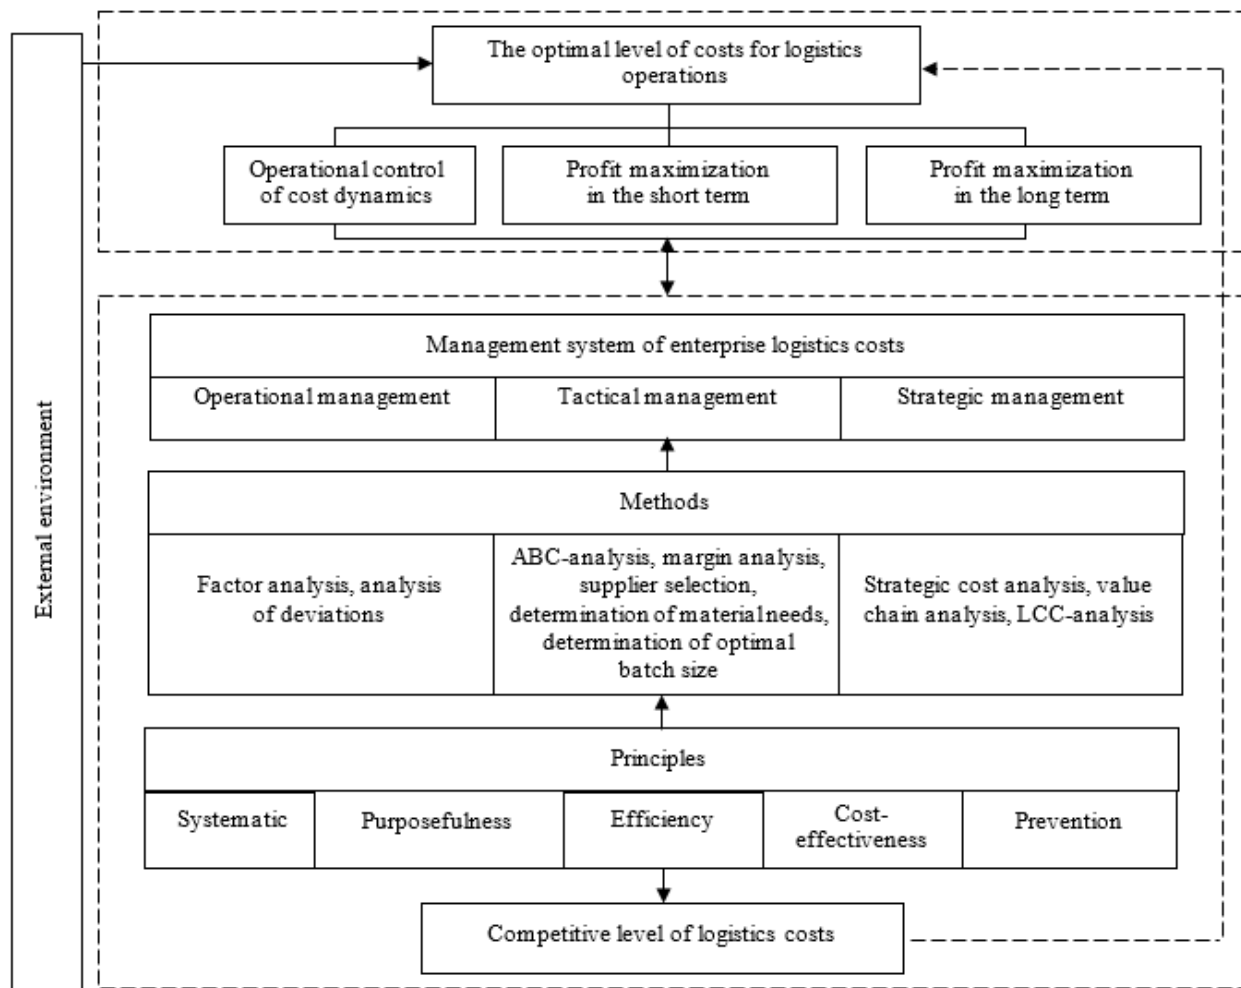 The optimal level of costs for logistics
operations
Operational control
of cost dynamics
Profit maximization
in the short term
Profit maximization
in the long term
External environment
Management system of enterprise logistics costs
Operational management
Tactical management
Strategic management
Methods
Factor analysis, analysis
of deviations
ABC-analysis, margin analysis,
supplier selection,
determination of material needs,
determination of optimal
batch size
Strategic cost analysis, value
chain analysis, LCC-analysis
Principles
Systematic
Purposefulness
Efficiency
Cost-
effectiveness
Prevention
Competitive level of logistics costs